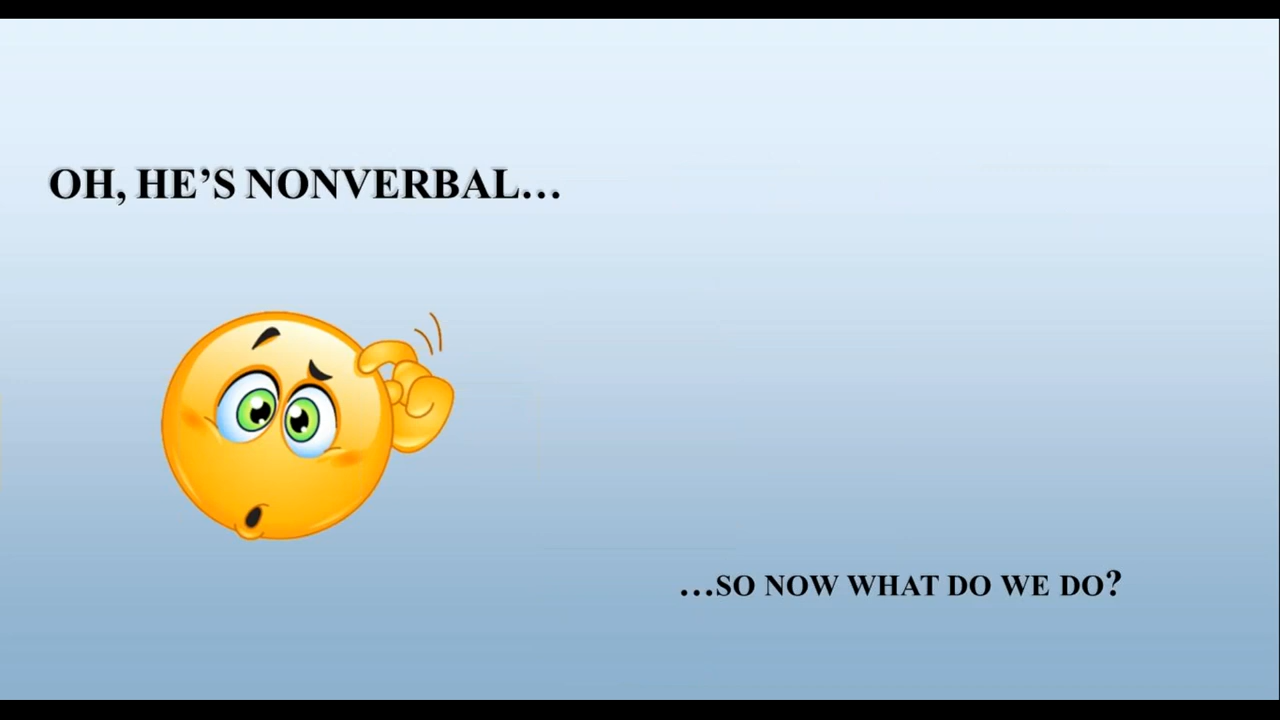 OH, HE’S NONVERBAL…
…SO NOW WHAT DO WE DO?